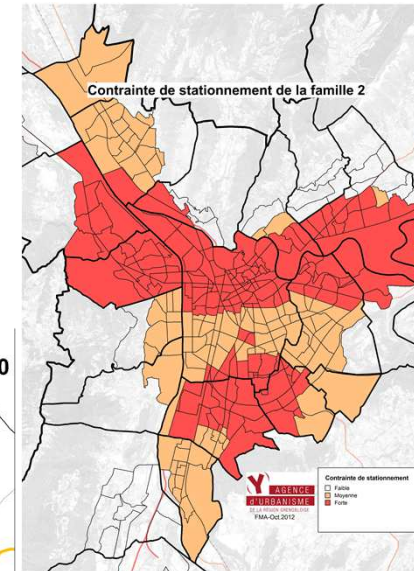 Contrainte de stationnement de la famille 2
0
Y AGENCE
d'URBANISME
DE LA RÉGION GRENOBLOISE
FMA-Oct.2012
Contrainte de stationnement
Faible
Moyenne
Forte